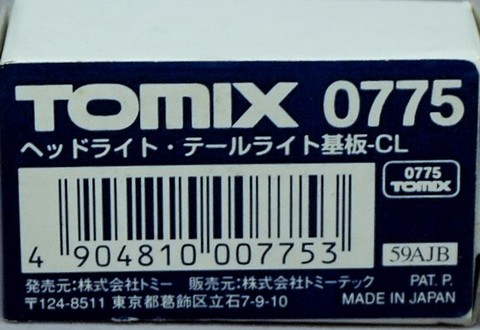 TOMIX 0775
ヘッドライト・テールライト基板-CL
0775
TOMIX
4 904810 007753
59AJB
発売元:株式会社トミー 販売元:株式会社トミーテック PAT. P.
〒124-8511 東京都葛飾区立石7-9-10 MADE IN JAPAN